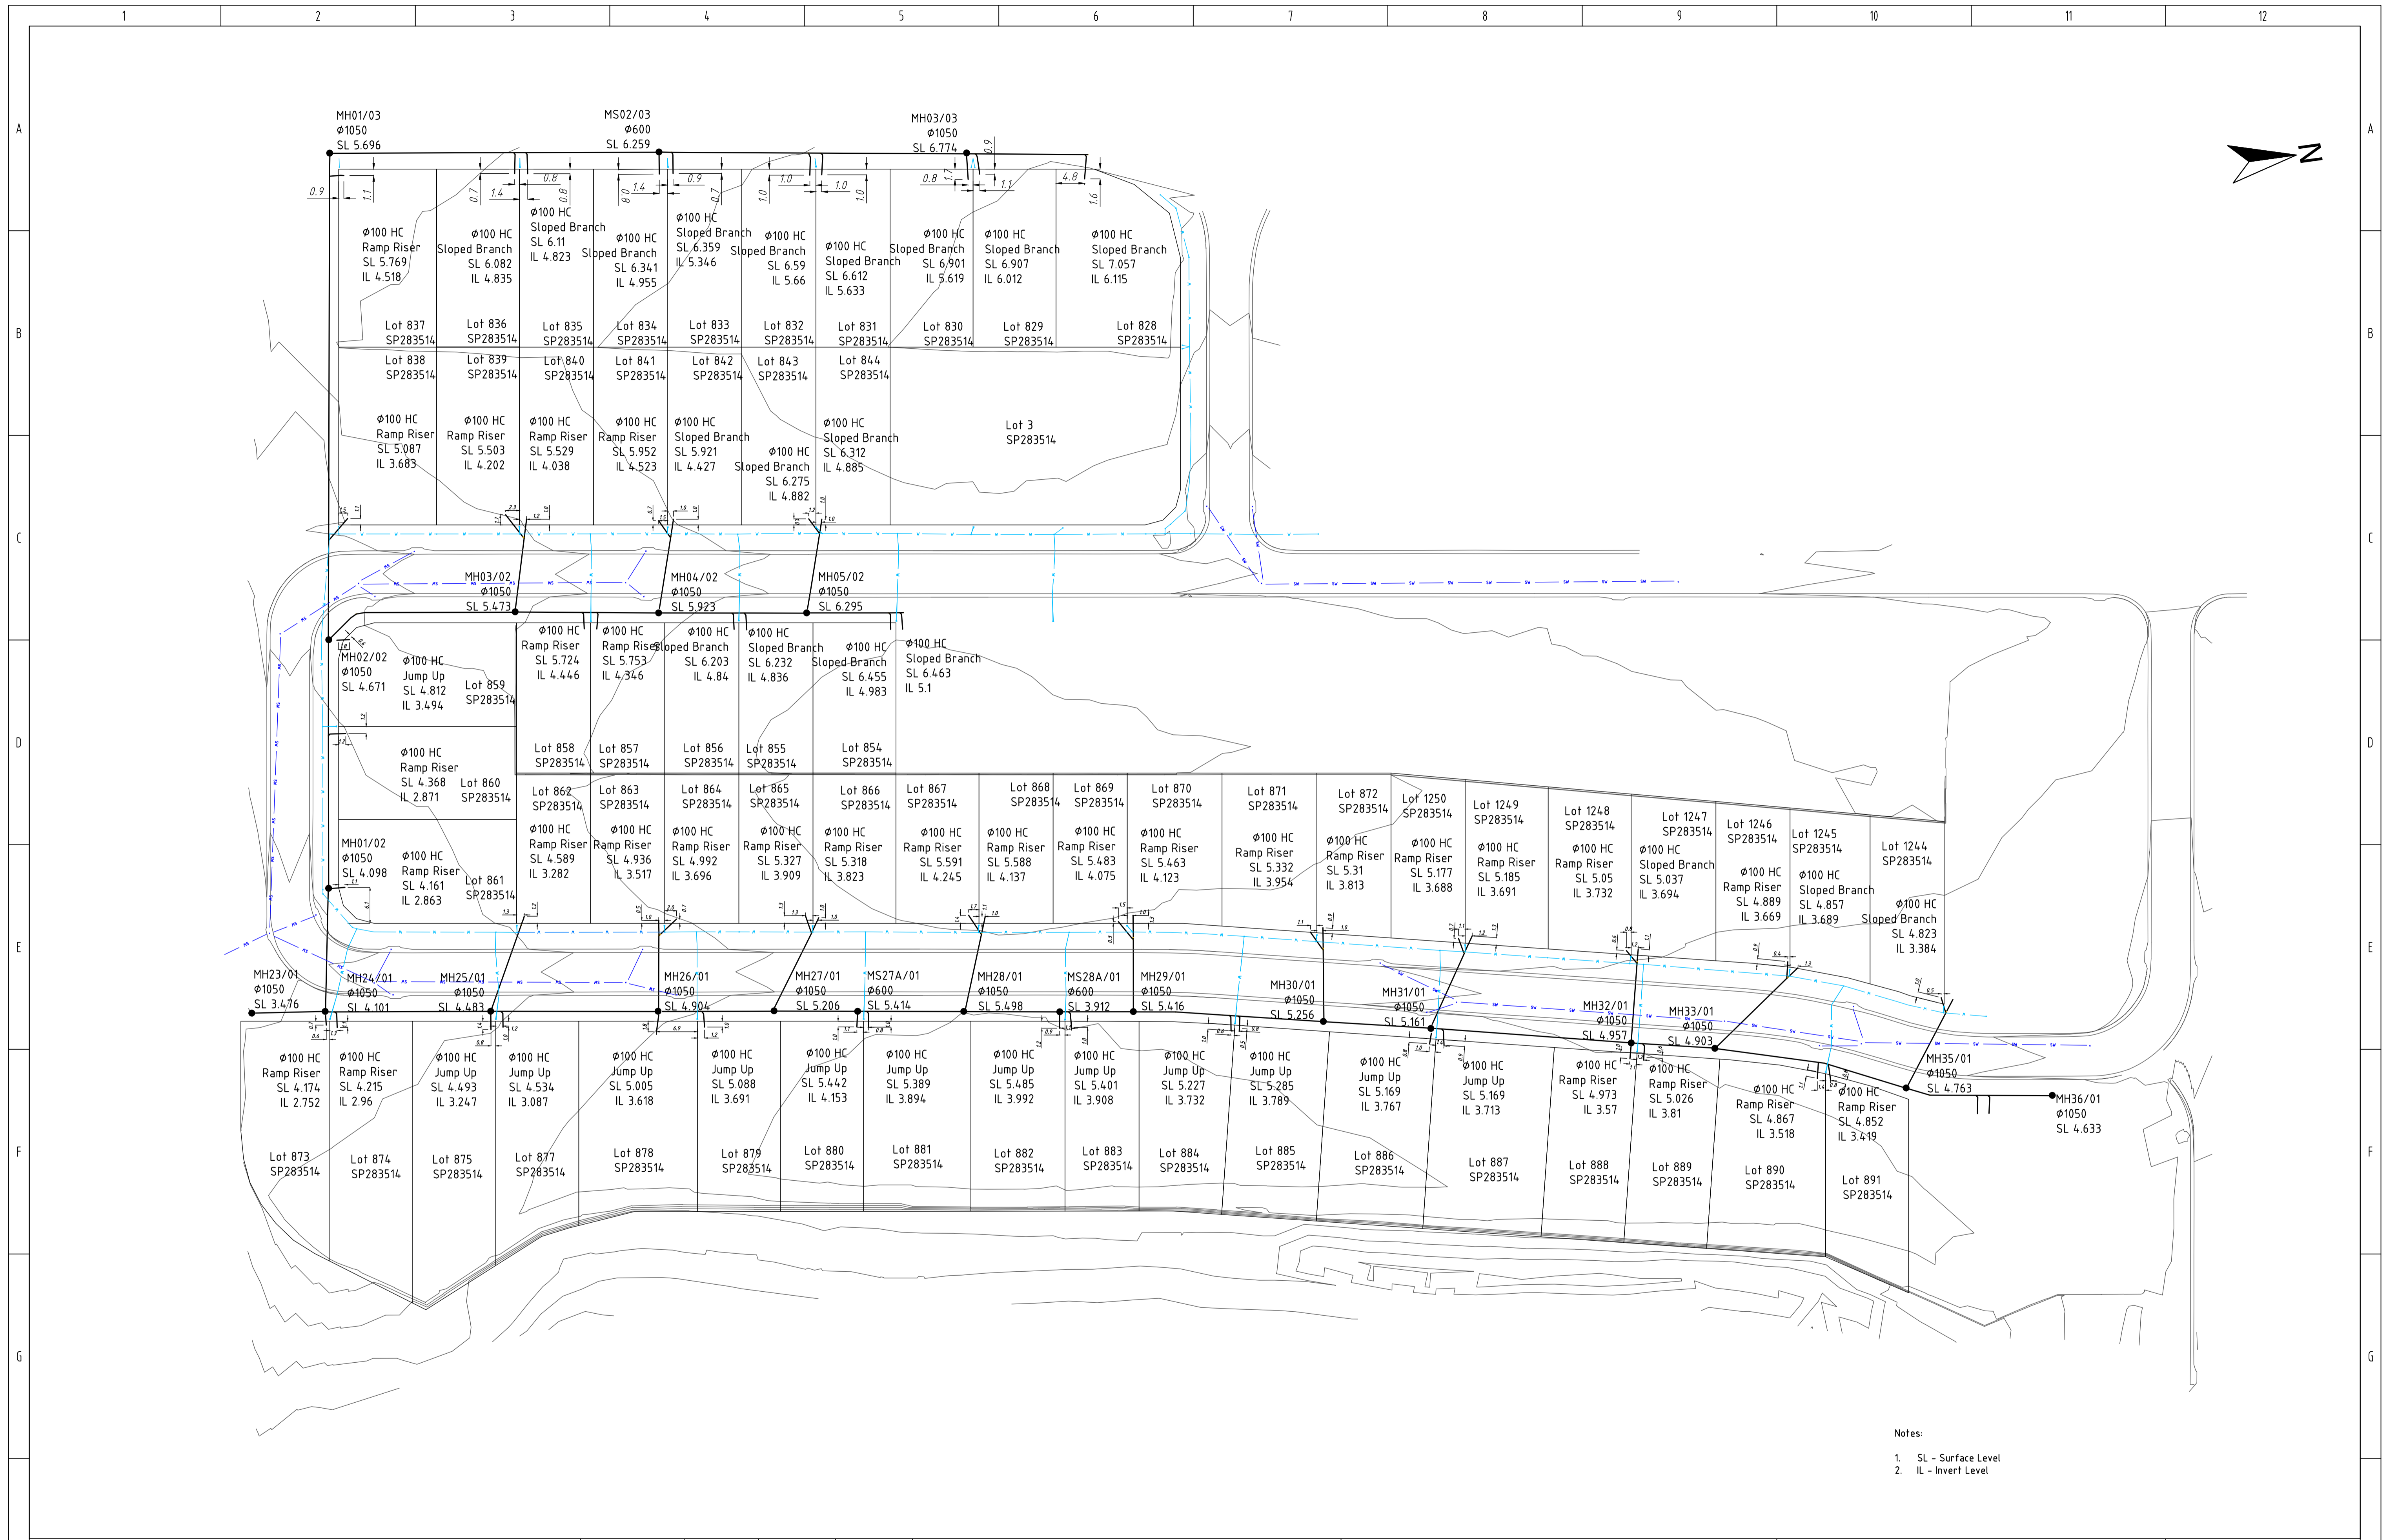 1 2 3 4 5 6 7 8 9 10 11 12
A
A
MH01/03
Ø1050
SL 5.696
MS02/03
Ø600
SL 6.259
MH03/03
Ø1050
SL 6.774
N
0.9
1.1
0.7
1.4
0.8
0.8
0.8
1.4
0.9
0.7
1.0
1.0
1.0
1.0
0.8
1.7
0.9
1.1
4.8
1.6
Ø100 HC
Ramp Riser
SL 5.769
IL 4.518
Ø100 HC
Sloped Branch
SL 6.082
IL 4.835
Ø100 HC
Sloped Branch
SL 6.11
IL 4.823
Ø100 HC
Sloped Branch
SL 6.341
IL 4.955
Ø100 HC
Sloped Branch
SL 6.359
IL 5.346
Ø100 HC
Sloped Branch
SL 6.59
IL 5.66
Ø100 HC
Sloped Branch
SL 6.612
IL 5.633
Ø100 HC
Sloped Branch
SL 6.901
IL 5.619
Ø100 HC
Sloped Branch
SL 6.907
IL 6.012
Ø100 HC
Sloped Branch
SL 7.057
IL 6.115
B
B
Lot 837
SP283514
Lot 836
SP283514
Lot 835
SP283514
Lot 834
SP283514
Lot 833
SP283514
Lot 832
SP283514
Lot 831
SP283514
Lot 830
SP283514
Lot 829
SP283514
Lot 828
SP283514
Lot 838
SP283514
Lot 839
SP283514
Lot 840
SP283514
Lot 841
SP283514
Lot 842
SP283514
Lot 843
SP283514
Lot 844
SP283514
Lot 3
SP283514
Ø100 HC
Ramp Riser
SL 5.087
IL 3.683
Ø100 HC
Ramp Riser
SL 5.503
IL 4.202
Ø100 HC
Ramp Riser
SL 5.529
IL 4.038
Ø100 HC
Ramp Riser
SL 5.952
IL 4.523
Ø100 HC
Sloped Branch
SL 5.921
IL 4.427
Ø100 HC
Sloped Branch
SL 6.275
IL 4.882
Ø100 HC
Sloped Branch
SL 6.312
IL 4.885
C
C
MH03/02
Ø1050
SL 5.473
MH04/02
Ø1050
SL 5.923
MH05/02
Ø1050
SL 6.295
MH02/02
Ø1050
SL 4.671
Ø100 HC
Jump Up
SL 4.812
IL 3.494
Lot 859
SP283514
Ø100 HC
Ramp Riser
SL 5.724
IL 4.446
Ø100 HC
Ramp Riser
SL 5.753
IL 4.346
Ø100 HC
Sloped Branch
SL 6.203
IL 4.84
Ø100 HC
Sloped Branch
SL 6.232
IL 4.836
Ø100 HC
Sloped Branch
SL 6.455
IL 4.983
Ø100 HC
Sloped Branch
SL 6.463
IL 5.1
D
D
Lot 858
SP283514
Lot 857
SP283514
Lot 856
SP283514
Lot 855
SP283514
Lot 854
SP283514
Ø100 HC
Ramp Riser
SL 4.368
IL 2.871
Lot 860
SP283514
Lot 862
SP283514
Lot 863
SP283514
Lot 864
SP283514
Lot 865
SP283514
Lot 866
SP283514
Lot 867
SP283514
Lot 868
SP283514
Lot 869
SP283514
Lot 870
SP283514
Lot 871
SP283514
Lot 872
SP283514
Lot 1250
SP283514
Lot 1249
SP283514
Lot 1248
SP283514
Lot 1247
SP283514
Lot 1246
SP283514
Lot 1245
SP283514
Lot 1244
SP283514
MH01/02
Ø1050
SL 4.098
Ø100 HC
Ramp Riser
SL 4.161
IL 2.863
Lot 861
SP283514
Ø100 HC
Ramp Riser
SL 4.589
IL 3.282
Ø100 HC
Ramp Riser
SL 4.936
IL 3.517
Ø100 HC
Ramp Riser
SL 4.992
IL 3.696
Ø100 HC
Ramp Riser
SL 5.327
IL 3.909
Ø100 HC
Ramp Riser
SL 5.318
IL 3.823
Ø100 HC
Ramp Riser
SL 5.591
IL 4.245
Ø100 HC
Ramp Riser
SL 5.588
IL 4.137
Ø100 HC
Ramp Riser
SL 5.483
IL 4.075
Ø100 HC
Ramp Riser
SL 5.463
IL 4.123
Ø100 HC
Ramp Riser
SL 5.332
IL 3.954
Ø100 HC
Ramp Riser
SL 5.31
IL 3.813
Ø100 HC
Ramp Riser
SL 5.177
IL 3.688
Ø100 HC
Ramp Riser
SL 5.185
IL 3.691
Ø100 HC
Ramp Riser
SL 5.05
IL 3.732
Ø100 HC
Sloped Branch
SL 5.037
IL 3.694
Ø100 HC
Ramp Riser
SL 4.889
IL 3.669
Ø100 HC
Sloped Branch
SL 4.857
IL 3.689
Ø100 HC
Sloped Branch
SL 4.823
IL 3.384
E
E
MH23/01
Ø1050
SL 3.476
MH24/01
Ø1050
SL 4.101
MH25/01
Ø1050
SL 4.483
MH26/01
Ø1050
SL 4.904
MH27/01
Ø1050
SL 5.206
MS27A/01
Ø600
SL 5.414
MH28/01
Ø1050
SL 5.498
MS28A/01
Ø600
SL 3.912
MH29/01
Ø1050
SL 5.416
MH30/01
Ø1050
SL 5.256
MH31/01
Ø1050
SL 5.161
MH32/01
Ø1050
SL 4.957
MH33/01
Ø1050
SL 4.903
MH35/01
Ø1050
SL 4.763
MH36/01
Ø1050
SL 4.633
Ø100 HC
Ramp Riser
SL 4.174
IL 2.752
Ø100 HC
Ramp Riser
SL 4.215
IL 2.96
Ø100 HC
Jump Up
SL 4.493
IL 3.247
Ø100 HC
Jump Up
SL 4.534
IL 3.087
Ø100 HC
Jump Up
SL 5.005
IL 3.618
Ø100 HC
Jump Up
SL 5.088
IL 3.691
Ø100 HC
Jump Up
SL 5.442
IL 4.153
Ø100 HC
Jump Up
SL 5.389
IL 3.894
Ø100 HC
Jump Up
SL 5.485
IL 3.992
Ø100 HC
Jump Up
SL 5.401
IL 3.908
Ø100 HC
Jump Up
SL 5.227
IL 3.732
Ø100 HC
Jump Up
SL 5.285
IL 3.789
Ø100 HC
Jump Up
SL 5.169
IL 3.767
Ø100 HC
Jump Up
SL 5.169
IL 3.713
Ø100 HC
Ramp Riser
SL 4.973
IL 3.57
Ø100 HC
Ramp Riser
SL 5.026
IL 3.81
Ø100 HC
Ramp Riser
SL 4.867
IL 3.518
Ø100 HC
Ramp Riser
SL 4.852
IL 3.419
F
F
Lot 873
SP283514
Lot 874
SP283514
Lot 875
SP283514
Lot 877
SP283514
Lot 878
SP283514
Lot 879
SP283514
Lot 880
SP283514
Lot 881
SP283514
Lot 882
SP283514
Lot 883
SP283514
Lot 884
SP283514
Lot 885
SP283514
Lot 886
SP283514
Lot 887
SP283514
Lot 888
SP283514
Lot 889
SP283514
Lot 890
SP283514
Lot 891
SP283514
G
G
Notes:
1. SL - Surface Level
2. IL - Invert Level